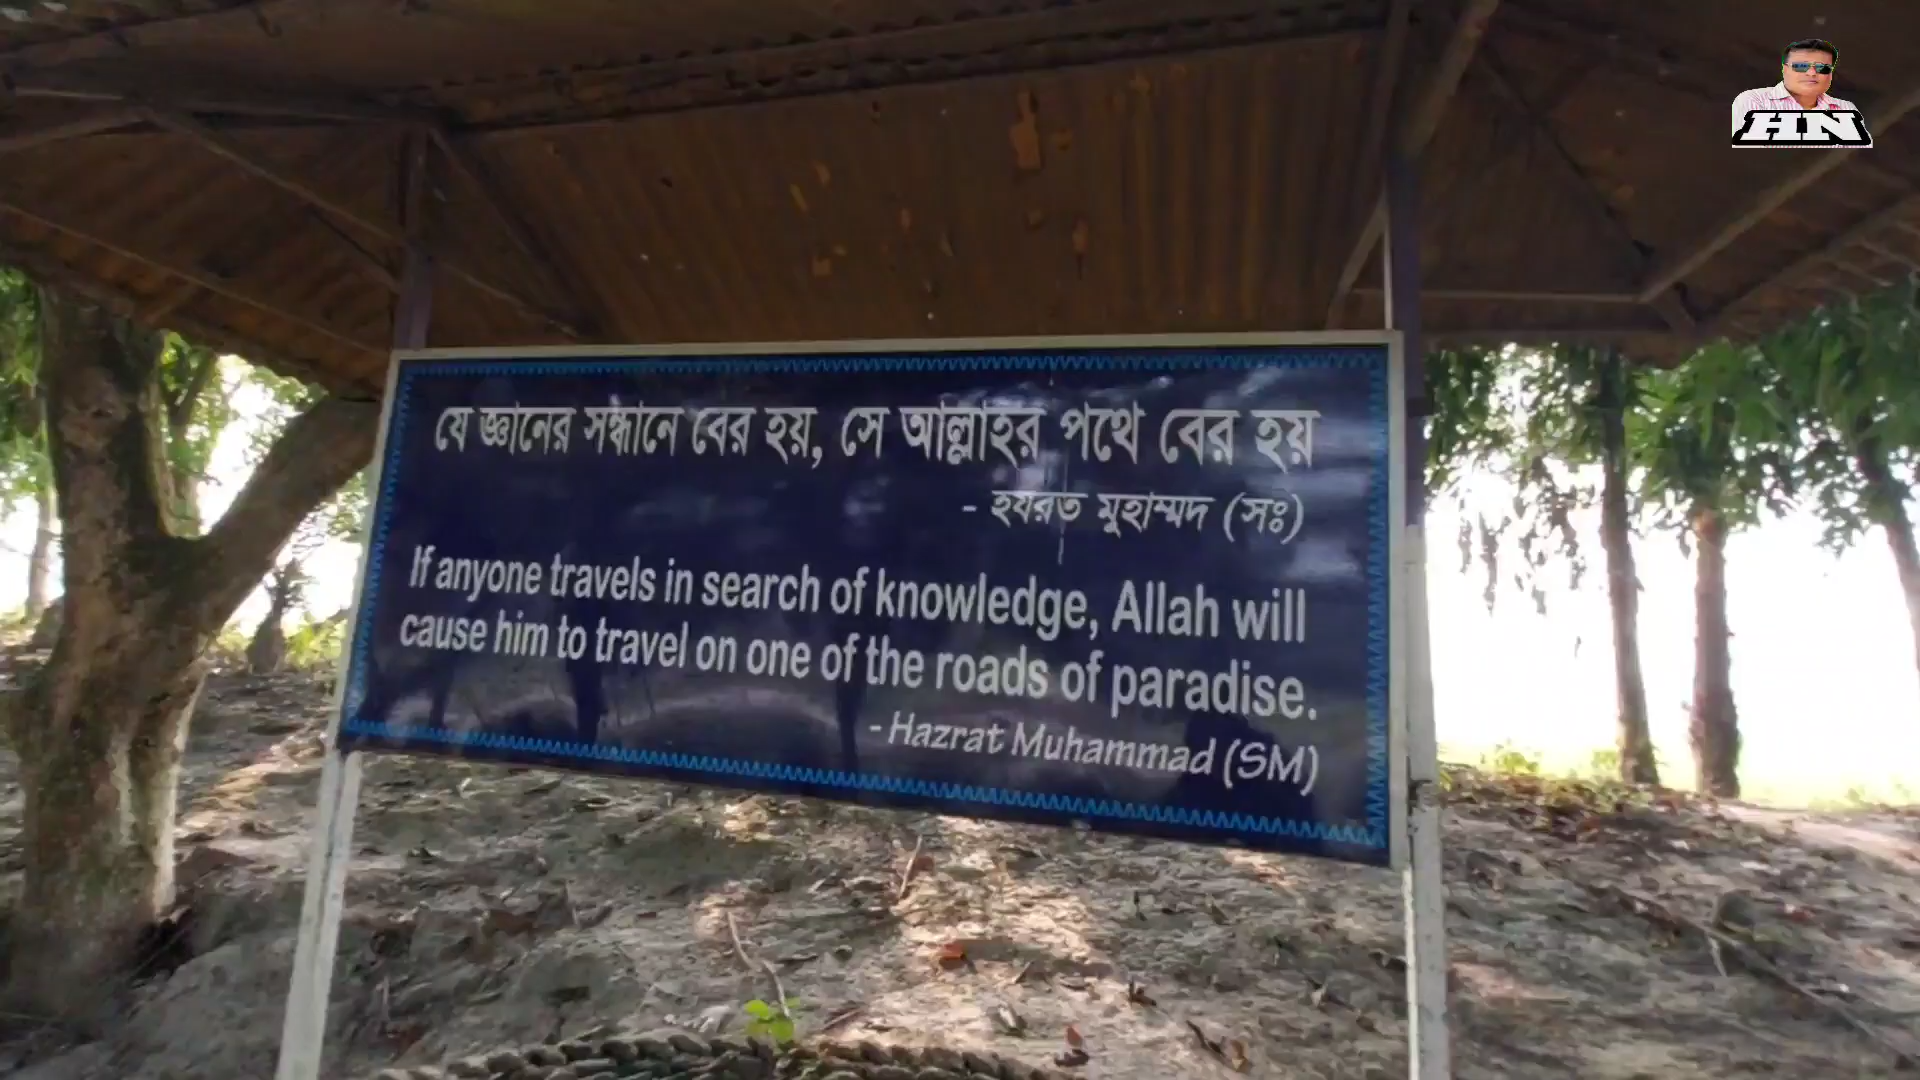 HN
যে জ্ঞানের সন্ধানে বের হয়, সে আল্লাহর পথে বের হয়
- হযরত মুহাম্মদ (সঃ)
If anyone travels in search of knowledge, Allah will
cause him to travel on one of the roads of paradise.
- Hazrat Muhammad (SM)